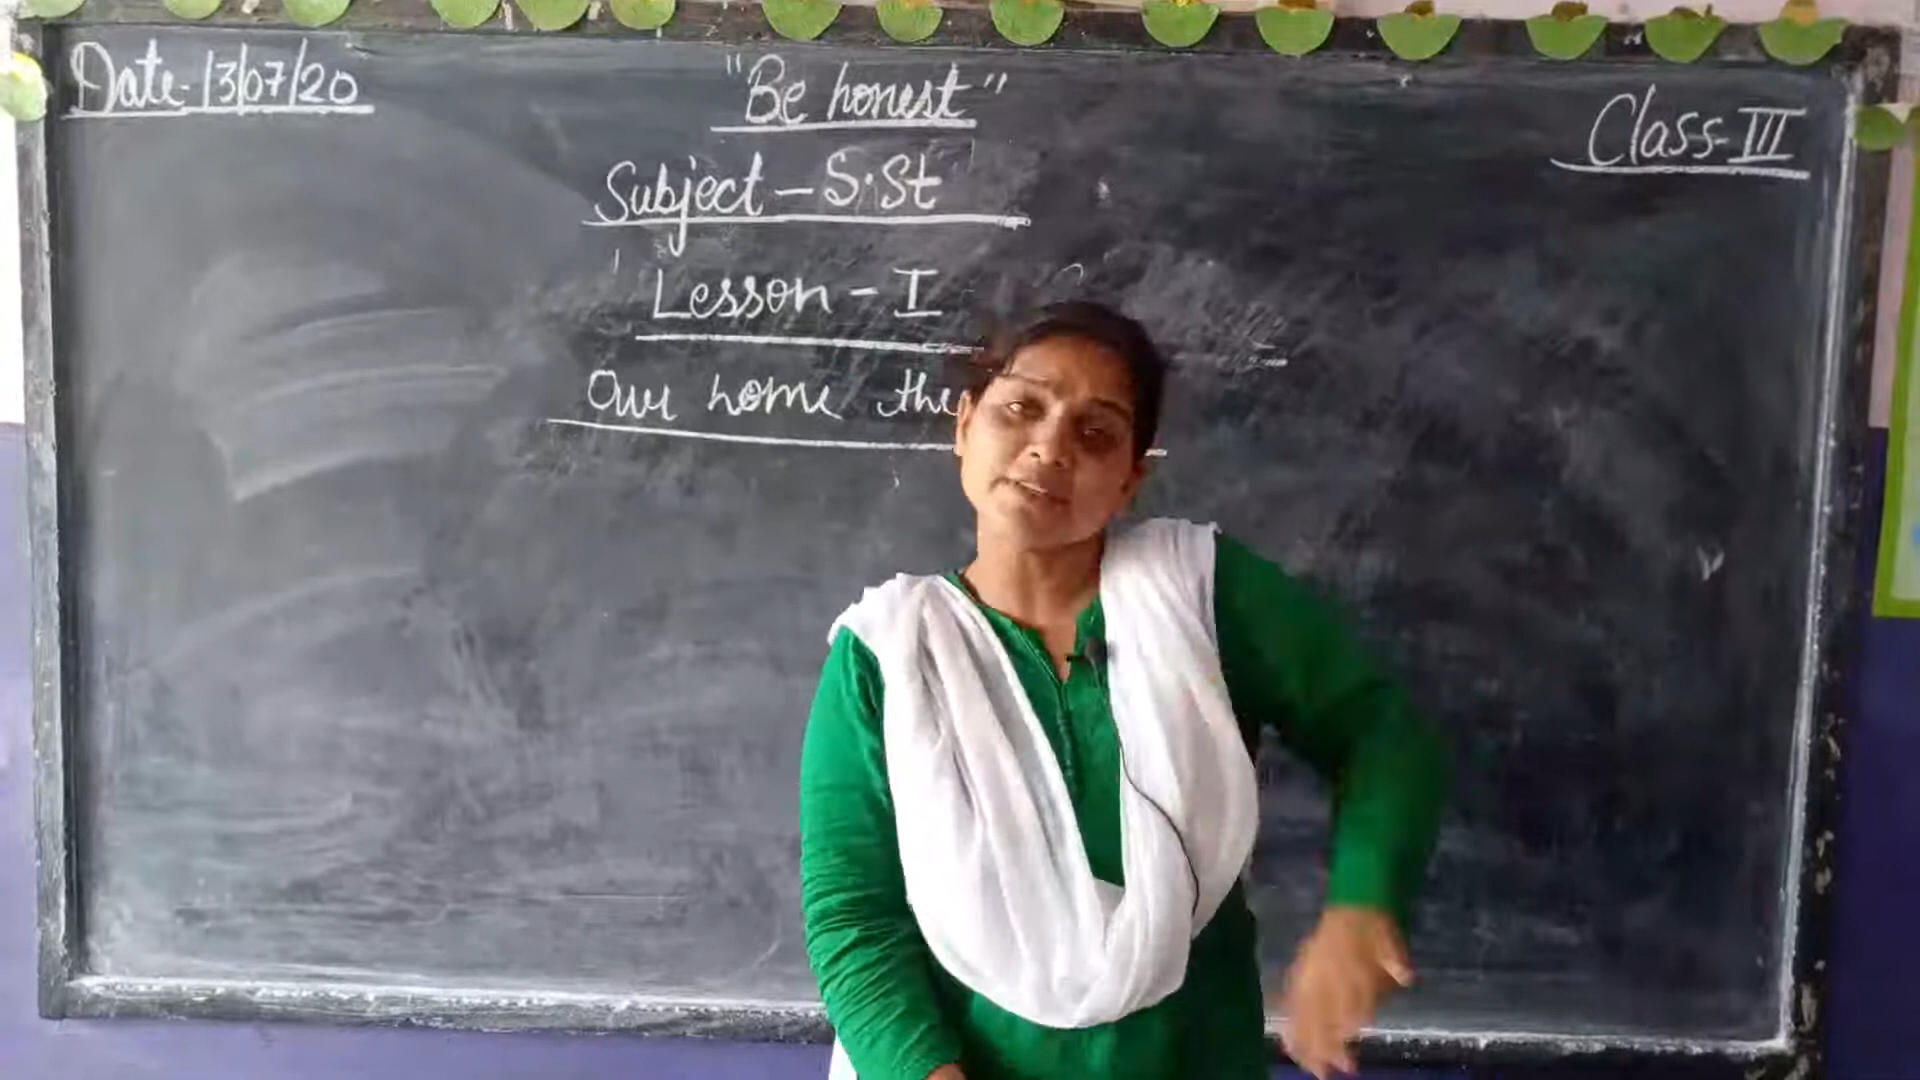 Date-13/07/20
"Be honest"
Class-III
Subject-S.St
Lesson-I
Our home the